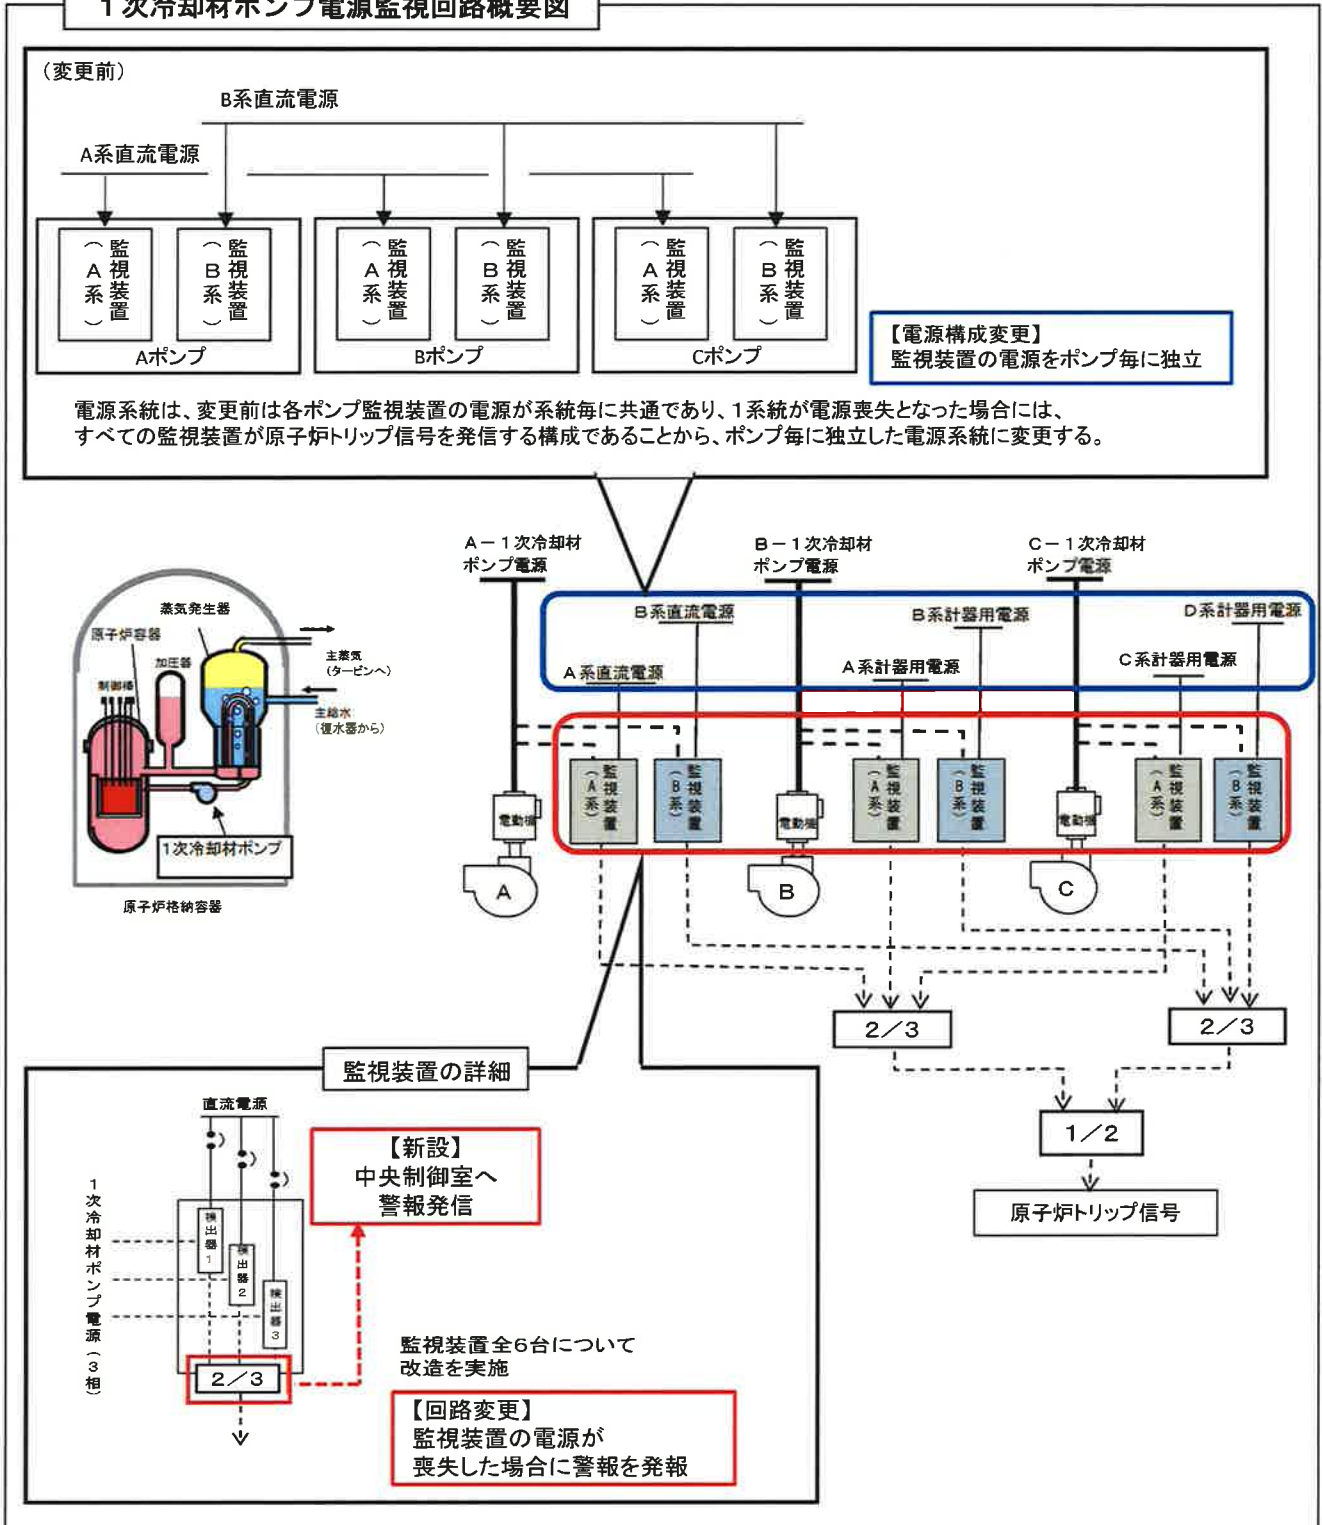 １次冷却材ポンプ電源監視回路概要図
（変更前）
B系直流電源
A系直流電源
監視装置
（A系）
監視装置
（B系）
Aポンプ
監視装置
（A系）
監視装置
（B系）
Bポンプ
監視装置
（A系）
監視装置
（B系）
Cポンプ
【電源構成変更】
監視装置の電源をポンプ毎に独立
電源系統は、変更前は各ポンプ監視装置の電源が系統毎に共通であり、１系統が電源喪失となった場合には、
すべての監視装置が原子炉トリップ信号を発信する構成であることから、ポンプ毎に独立した電源系統に変更する。
A－１次冷却材
ポンプ電源
B－１次冷却材
ポンプ電源
C－１次冷却材
ポンプ電源
B系直流電源
B系計器用電源
D系計器用電源
A系直流電源
A系計器用電源
C系計器用電源
蒸気発生器
原子炉容器
加圧器
制御棒
主蒸気
（タービンへ）
主給水
（復水器から）
1次冷却材ポンプ
原子炉格納容器
電動機
監視装置
（A系）
監視装置
（B系）
電動機
監視装置
（A系）
監視装置
（B系）
電動機
監視装置
（A系）
監視装置
（B系）
A
B
C
２／３
２／３
１／２
原子炉トリップ信号
監視装置の詳細
直流電源
【新設】
中央制御室へ
警報発信
１次冷却材ポンプ電源（３相）
検出器1
検出器2
検出器3
２／３
監視装置全６台について
改造を実施
【回路変更】
監視装置の電源が
喪失した場合に警報を発報